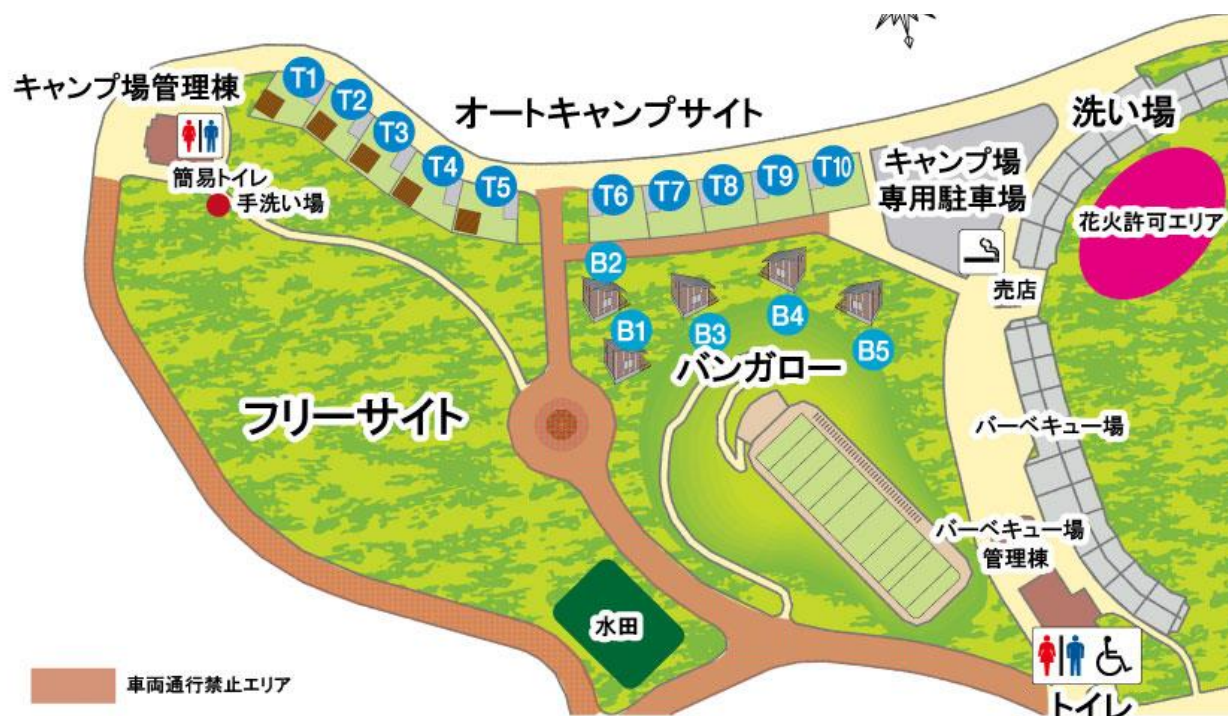 キャンプ場管理棟
簡易トイレ
手洗い場
T1
T2
T3
T4
T5
オートキャンプサイト
T6
T7
T8
T9
T10
キャンプ場
専用駐車場
洗い場
花火許可エリア
売店
B2
B1
B3
B4
B5
バンガロー
フリーサイト
バーベキュー場
バーベキュー場
管理棟
水田
トイレ
車両通行禁止エリア